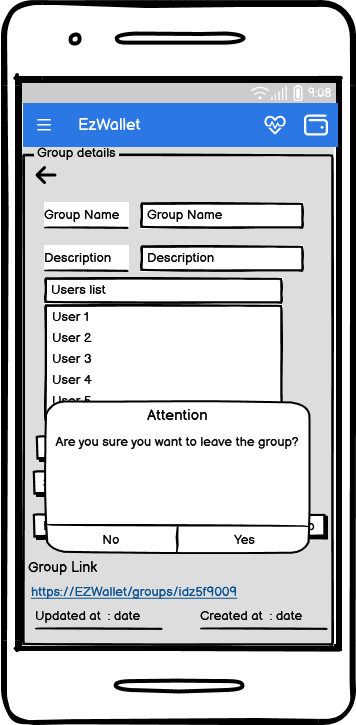 9:08
EzWallet
Group details
Group Name Group Name
Description Description
Users list
User 1
User 2
User 3
User 4
User 5
Attention
Are you sure you want to leave the group?
No Yes
Group Link
https://EZWallet/groups/idz5f9009
Updated at : date Created at : date